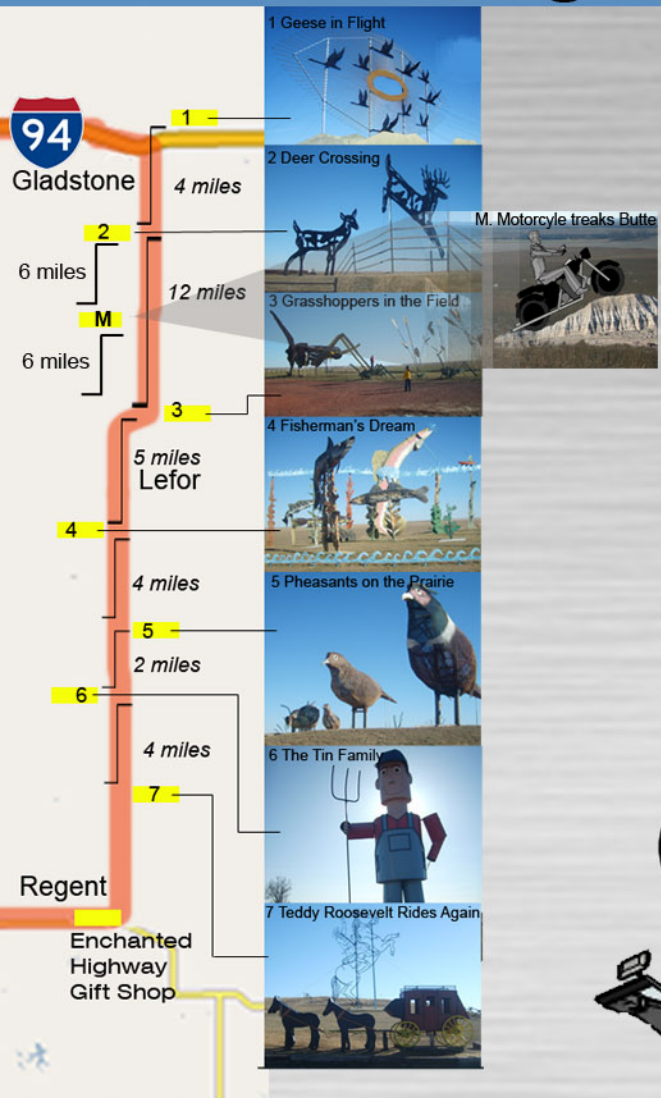 1 Geese in Flight
1
94
Gladstone
4 miles
2 Deer Crossing
2
M. Motorcyle treaks Butte
6 miles
12 miles
3 Grasshoppers in the Field
M
6 miles
3
4 Fisherman's Dream
5 miles
Lefor
4
4 miles
5 Pheasants on the Prairie
5
2 miles
6
4 miles
6 The Tin Family
7
Regent
7 Teddy Roosevelt Rides Again
Enchanted
Highway
Gift Shop